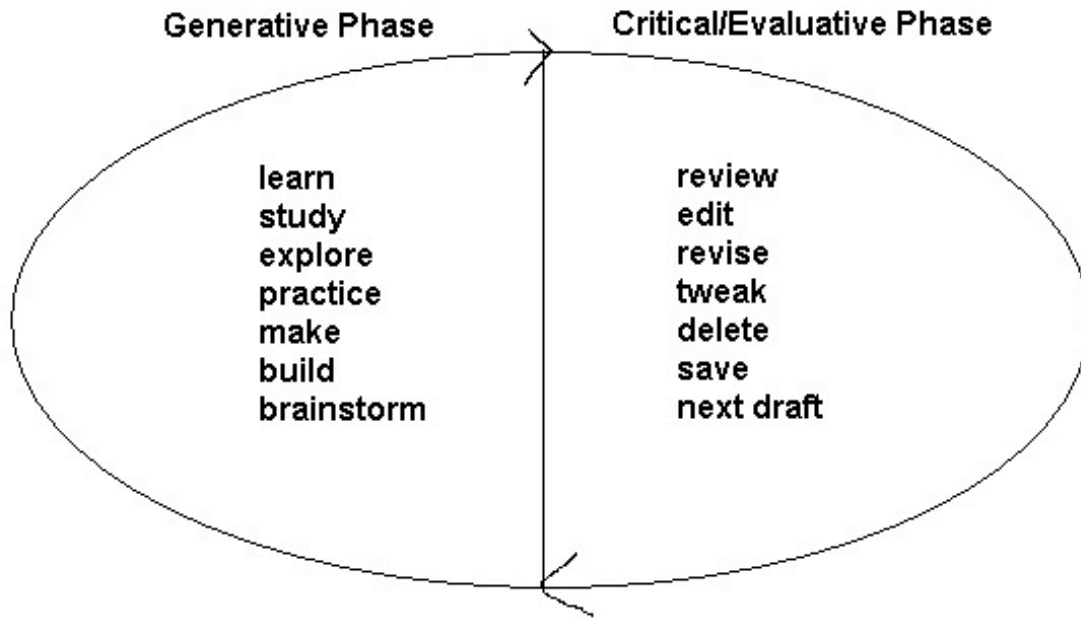 Generative Phase
Critical/Evaluative Phase
learn
study
explore
practice
make
build
brainstorm
review
edit
revise
tweak
delete
save
next draft